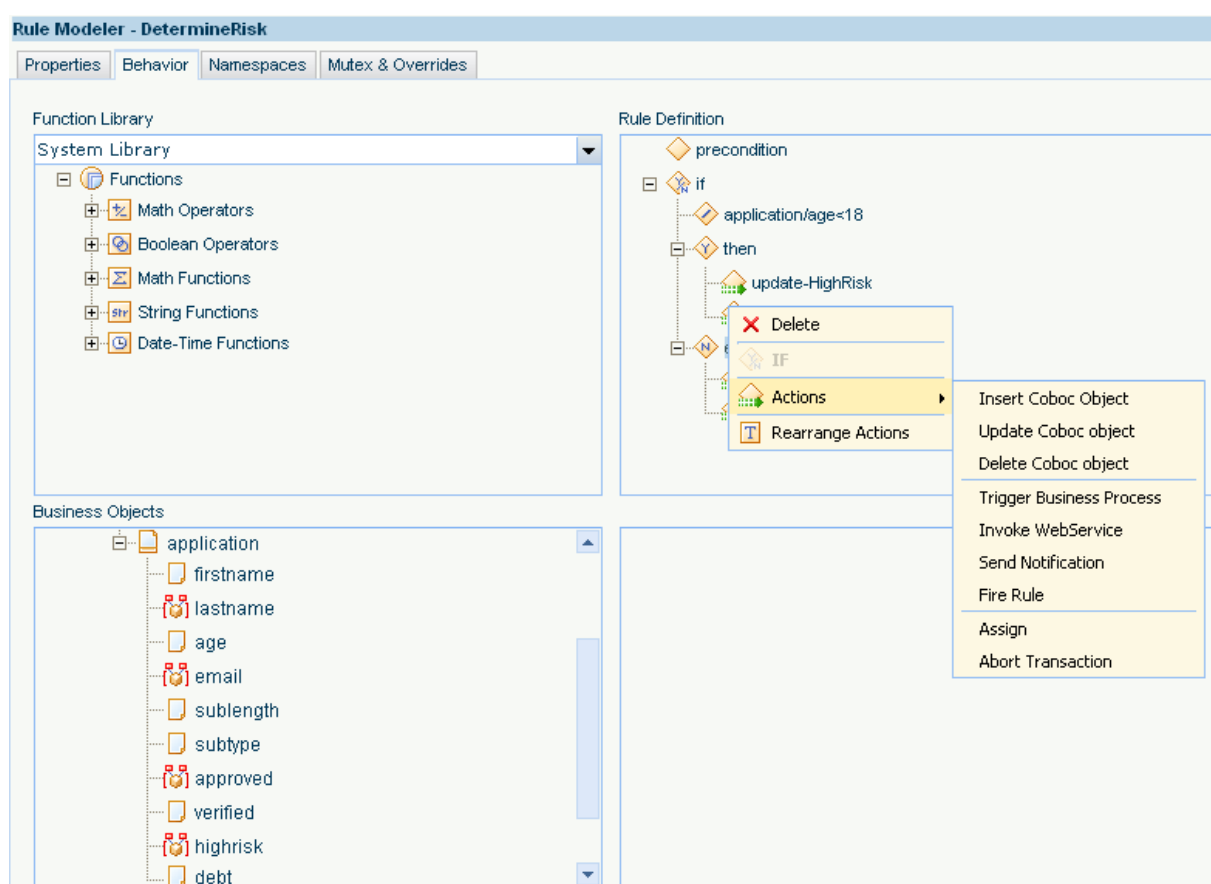 Rule Modeler - DetermineRisk
Properties Behavior Namespaces Mutex & Overrides
Function Library
System Library
Functions
Math Operators
Boolean Operators
Math Functions
String Functions
Date-Time Functions
Rule Definition
precondition
if
application/age<18
then
update-HighRisk
Delete
IF
Actions
Rearrange Actions
Insert Coboc Object
Update Coboc object
Delete Coboc object
Trigger Business Process
Invoke WebService
Send Notification
Fire Rule
Assign
Abort Transaction
Business Objects
application
firstname
lastname
age
email
sublength
subtype
approved
verified
highrisk
debt